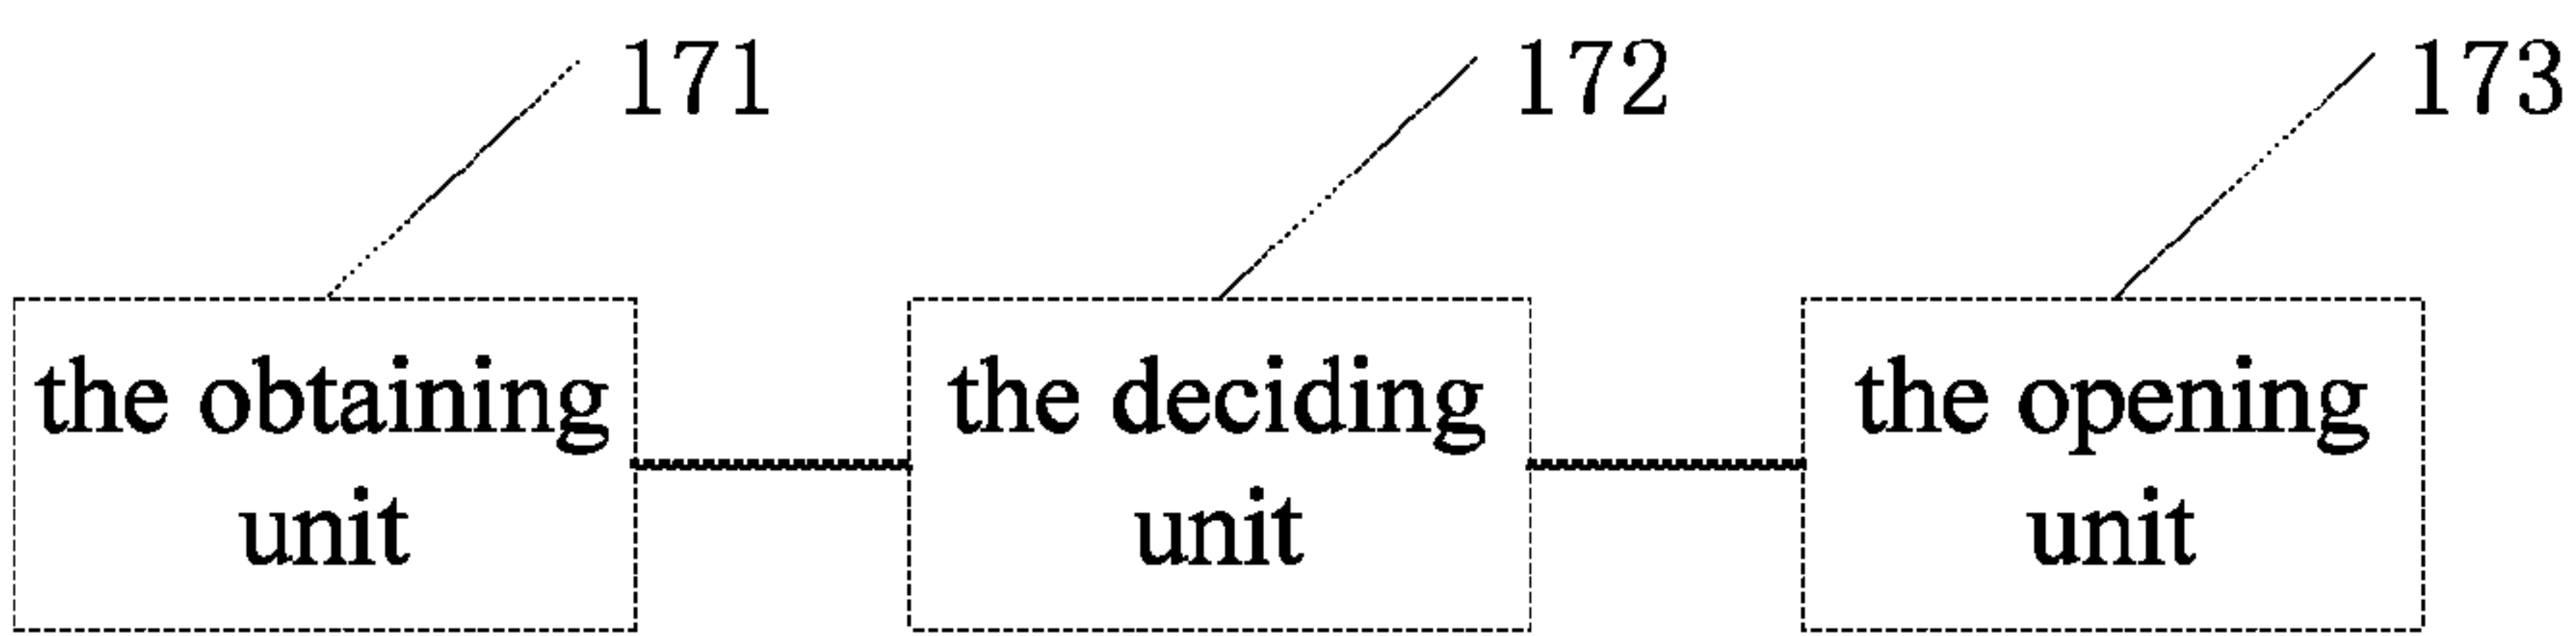 171
172
173
the obtaining
unit
the deciding
unit
the opening
unit